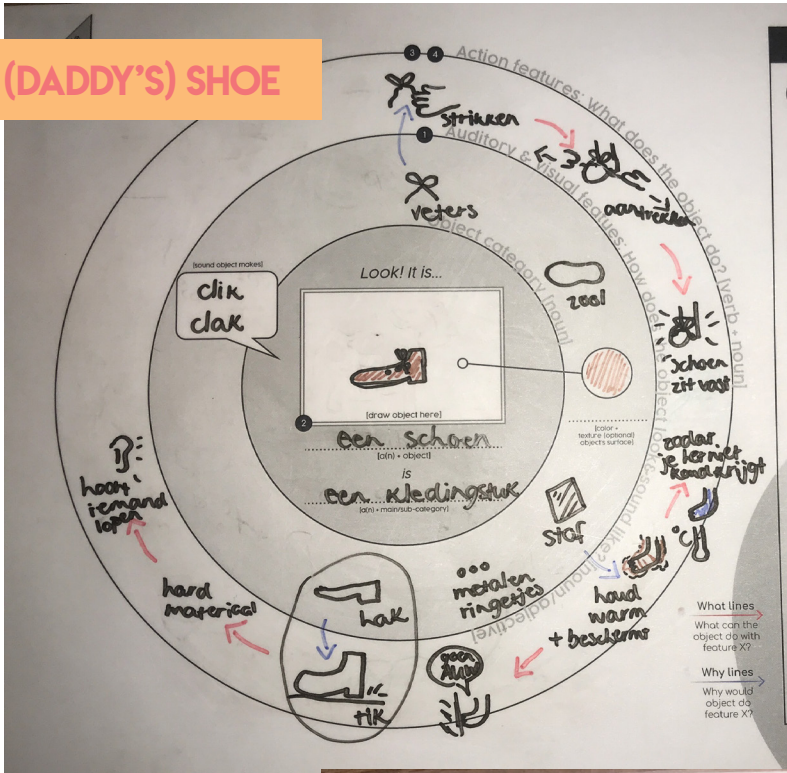 (DADDY'S) SHOE
3 4
Action features: What does the object do? [verb + noun]
strikken
1
Auditory & visual features: How does the object look & sound like? [noun/adjective]
aantrekken
veters
Object category [noun]
[sound object makes]
clik
clak
Look! It is...
zool
schoen
zit vast
[draw object here]
2
een schoen
[a(n) + object]
is
een kledingstuk
[a(n) + main/sub-category]
[color +
texture (optional)
object's surface]
zodat
je
niet
koud krijgt
°C
hoort
iemand
lopen
stof
metalen
ringetjes
houd
warm
+ bescherm
hard
materiaal
hak
tik
geen
AUW
What lines
What can the
object do with
feature X?
Why lines
Why would
object do
feature X?